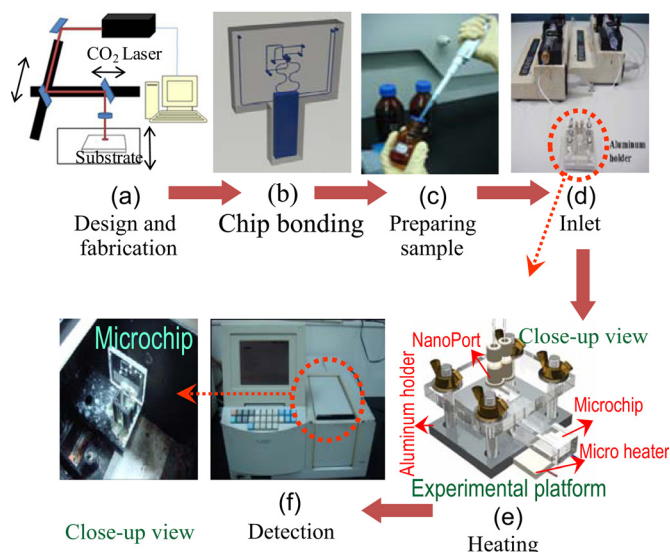 CO2 Laser
Substrate
(a)
Design and
fabrication
(b)
Chip bonding
(c)
Preparing
sample
Aluminum
holder
(d)
Inlet
Microchip
Close-up view
(f)
Detection
NanoPort
Close-up view
Aluminum holder
Microchip
Micro heater
Experimental platform
(e)
Heating